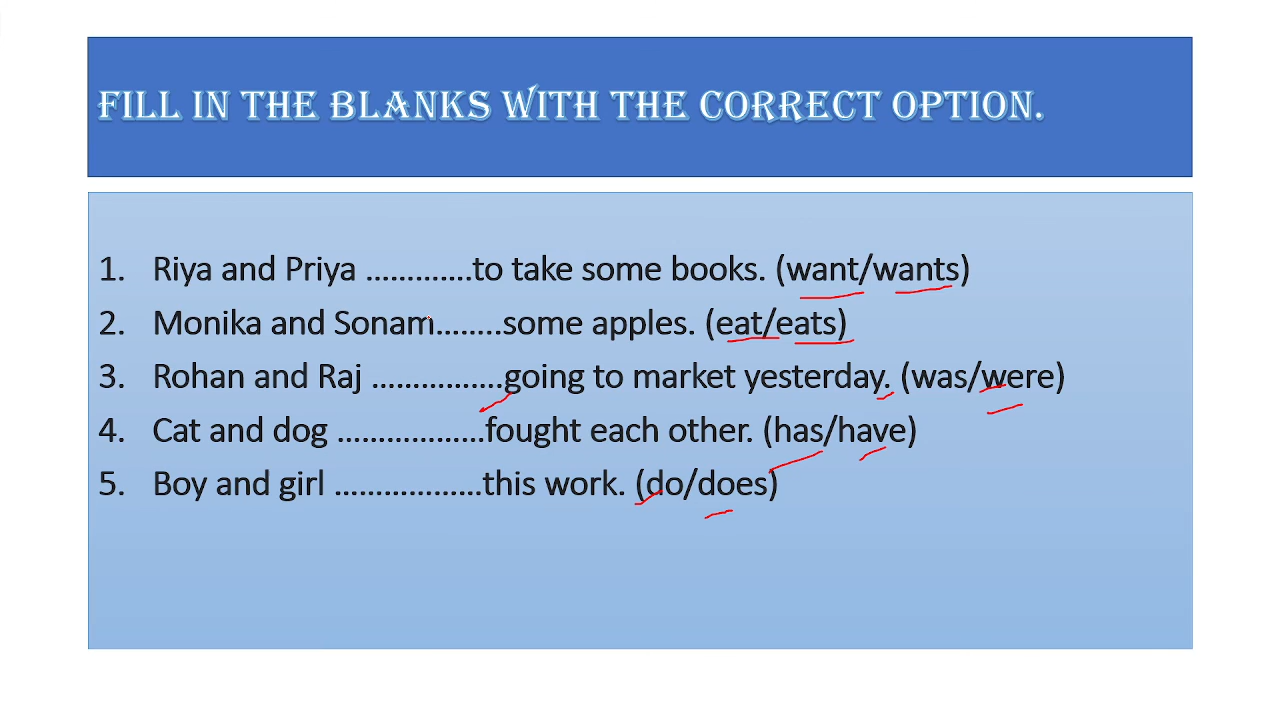 FILL IN THE BLANKS WITH THE CORRECT OPTION.
1. Riya and Priya .............to take some books. (want/wants)
2. Monika and Sonam........some apples. (eat/eats)
3. Rohan and Raj ................going to market yesterday. (was/were)
4. Cat and dog ..................fought each other. (has/have)
5. Boy and girl ..................this work. (do/does)